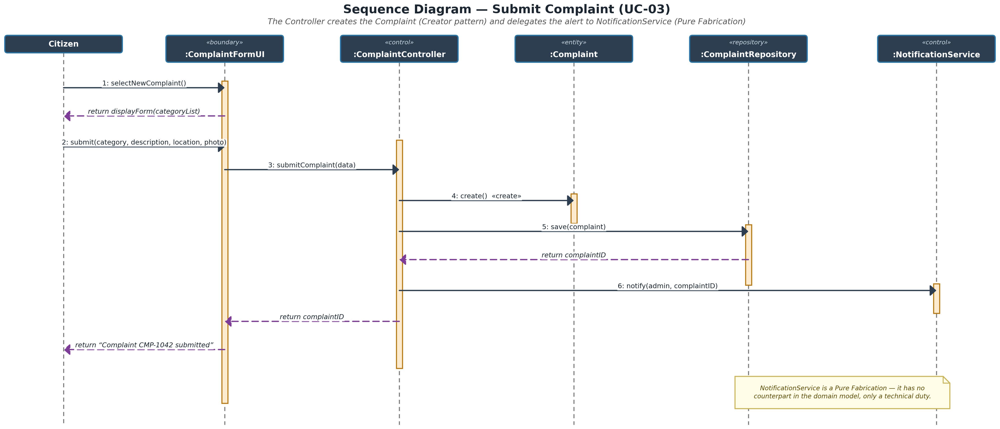 Sequence Diagram — Submit Complaint (UC-03)
The Controller creates the Complaint (Creator pattern) and delegates the alert to NotificationService (Pure Fabrication)
Citizen
«boundary»
:ComplaintFormUI
«control»
:ComplaintController
«entity»
:Complaint
«repository»
:ComplaintRepository
«control»
:NotificationService
1: selectNewComplaint()
return displayForm(categoryList)
2: submit(category, description, location, photo)
3: submitComplaint(data)
4: create()  «create»
5: save(complaint)
return complaintID
6: notify(admin, complaintID)
return complaintID
return “Complaint CMP-1042 submitted”
NotificationService is a Pure Fabrication — it has no
counterpart in the domain model, only a technical duty.